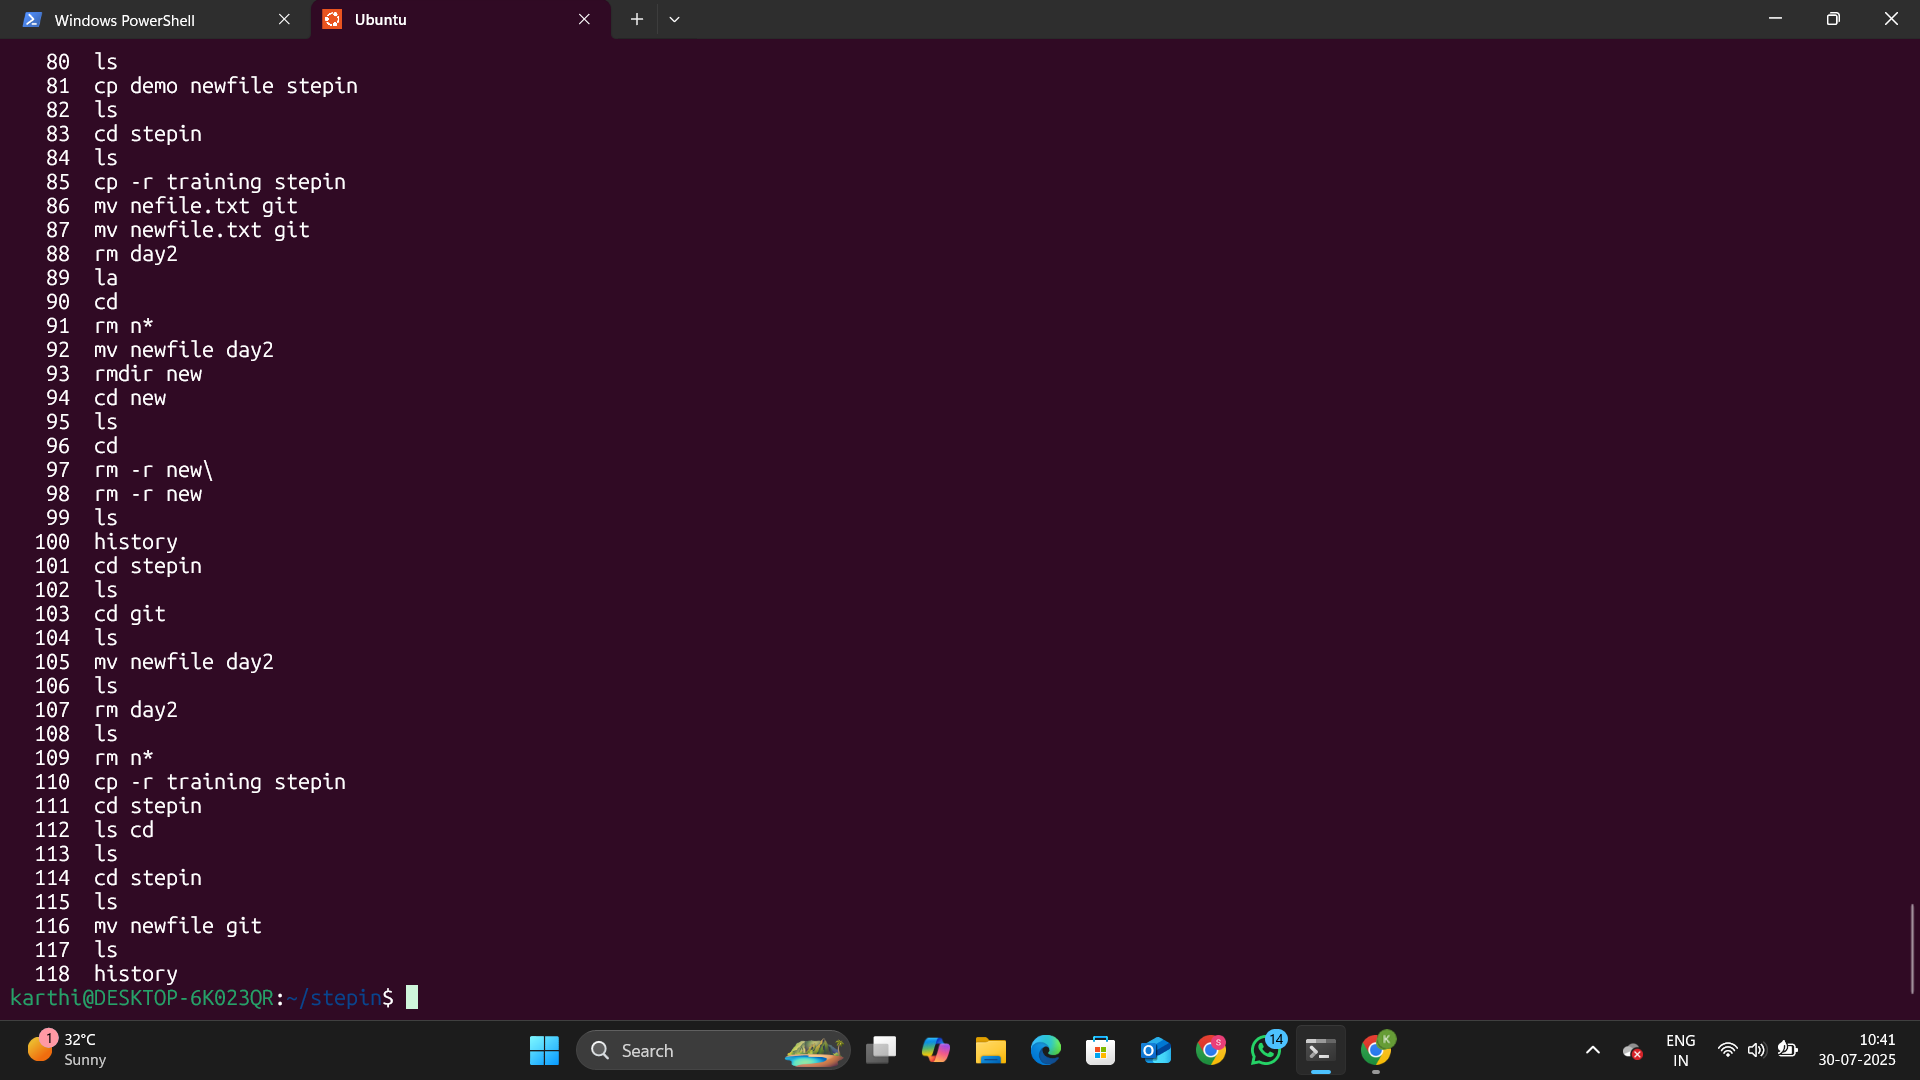 Windows PowerShell
Ubuntu
80 ls
81 cp demo newfile stepin
82 ls
83 cd stepin
84 ls
85 cp -r training stepin
86 mv nefile.txt git
87 mv newfile.txt git
88 rm day2
89 la
90 cd
91 rm n*
92 mv newfile day2
93 rmdir new
94 cd new
95 ls
96 cd
97 rm -r new\
98 rm -r new
99 ls
100 history
101 cd stepin
102 ls
103 cd git
104 ls
105 mv newfile day2
106 ls
107 rm day2
108 ls
109 rm n*
110 cp -r training stepin
111 cd stepin
112 ls cd
113 ls
114 cd stepin
115 ls
116 mv newfile git
117 ls
118 history
karthi@DESKTOP-6K023QR:~/stepin$
1
32°C
Sunny
Search
S
14
K
ENG
IN
10:41
30-07-2025